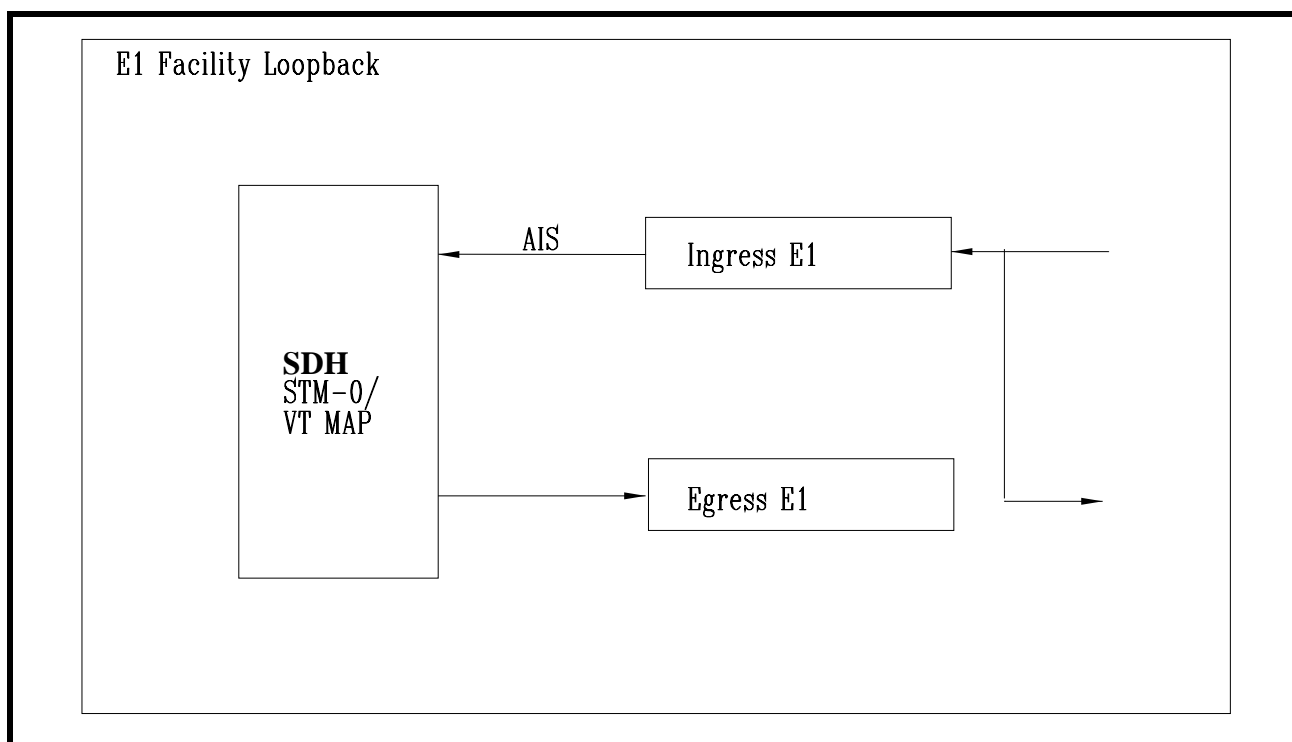 E1 Facility Loopback
AIS
Ingress E1
SDH
STM-0/
VT MAP
Egress E1